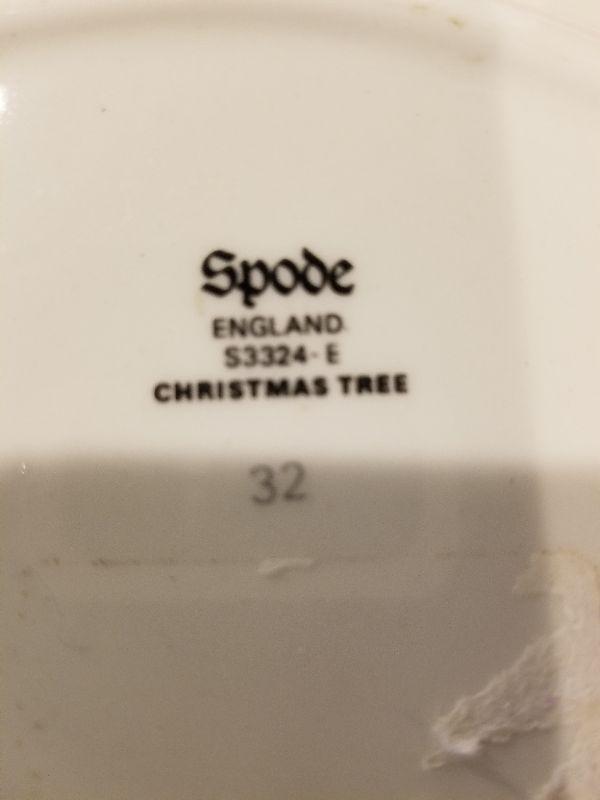 Spode
ENGLAND
S3324-E
CHRISTMAS TREE
32